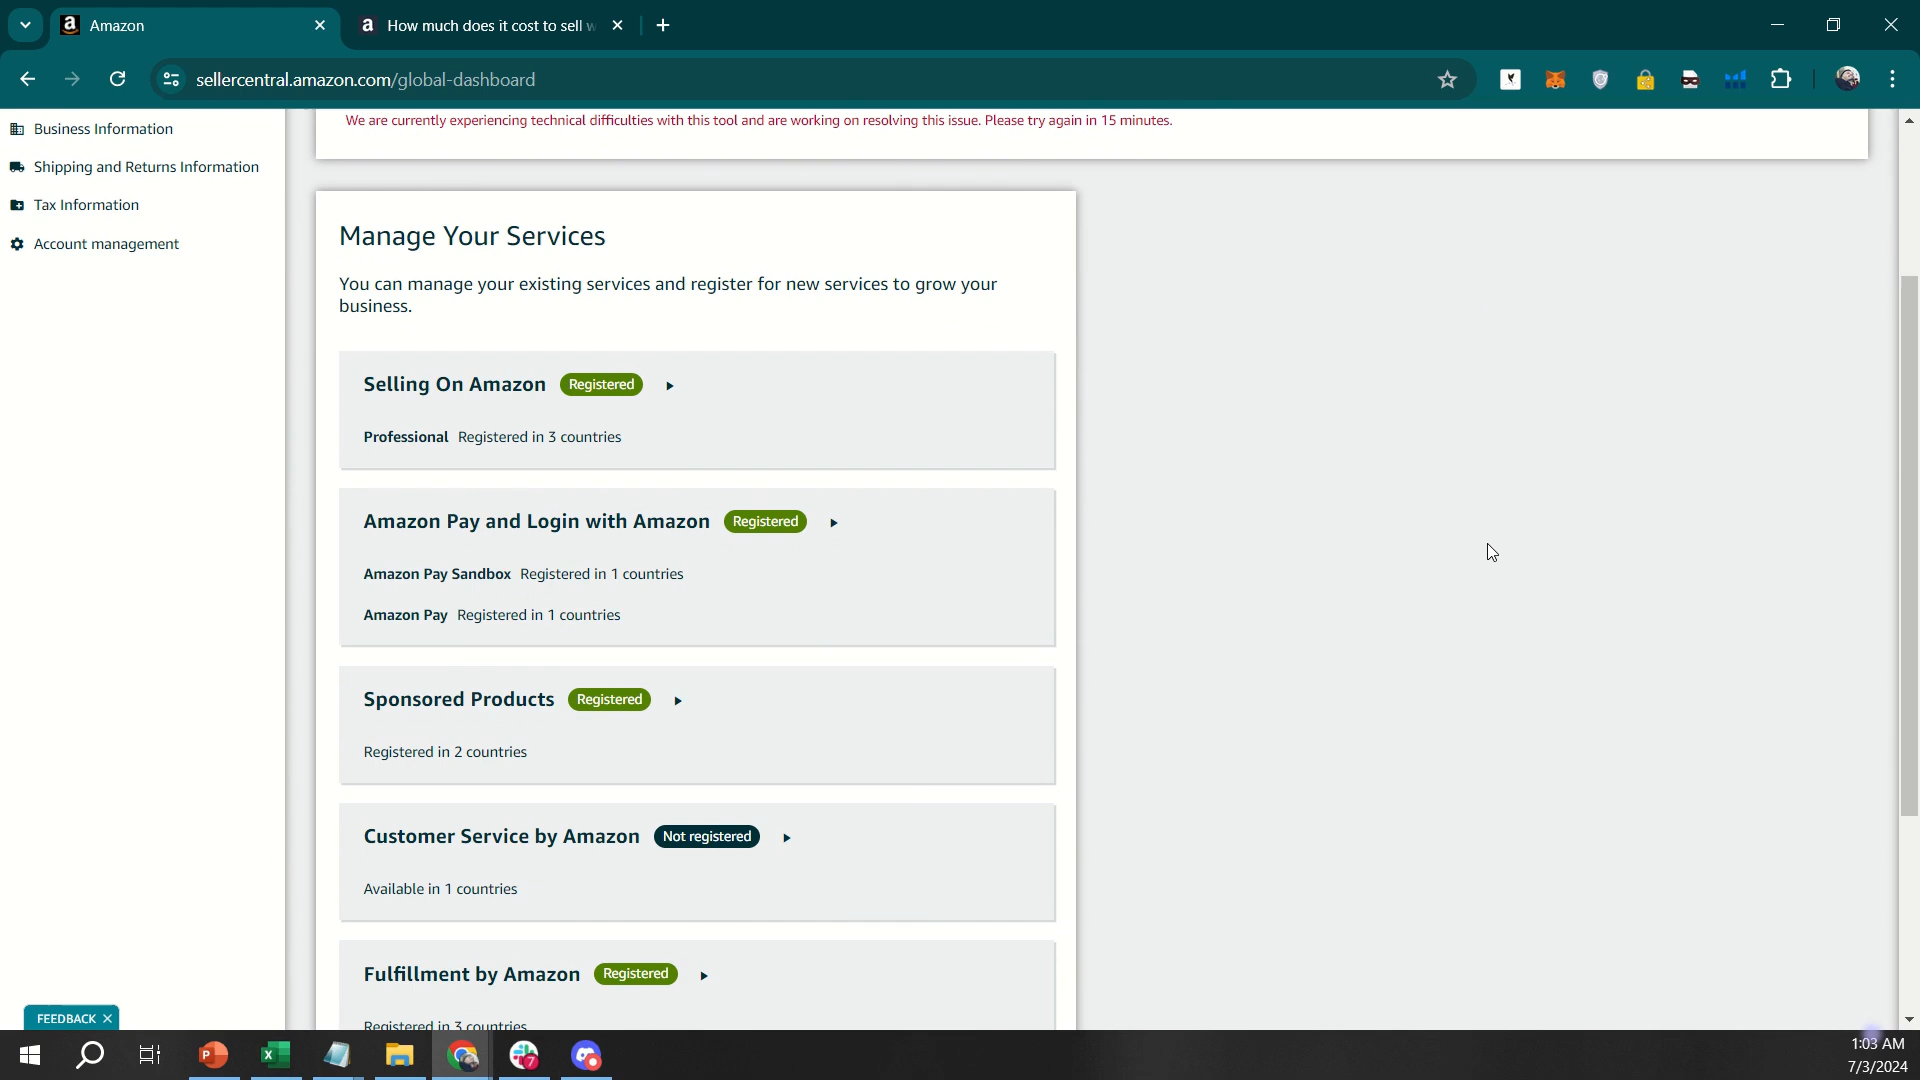 Amazon
How much does it cost to sell w
sellercentral.amazon.com/global-dashboard
Business Information
Shipping and Returns Information
Tax Information
Account management
We are currently experiencing technical difficulties with this tool and are working on resolving this issue. Please try again in 15 minutes.
Manage Your Services
You can manage your existing services and register for new services to grow your
business.
Selling On Amazon Registered
Professional Registered in 3 countries
Amazon Pay and Login with Amazon Registered
Amazon Pay Sandbox Registered in 1 countries
Amazon Pay Registered in 1 countries
Sponsored Products Registered
Registered in 2 countries
Customer Service by Amazon Not registered
Available in 1 countries
Fulfillment by Amazon Registered
Registered in 3 countries
FEEDBACK
1:03 AM
7/3/2024